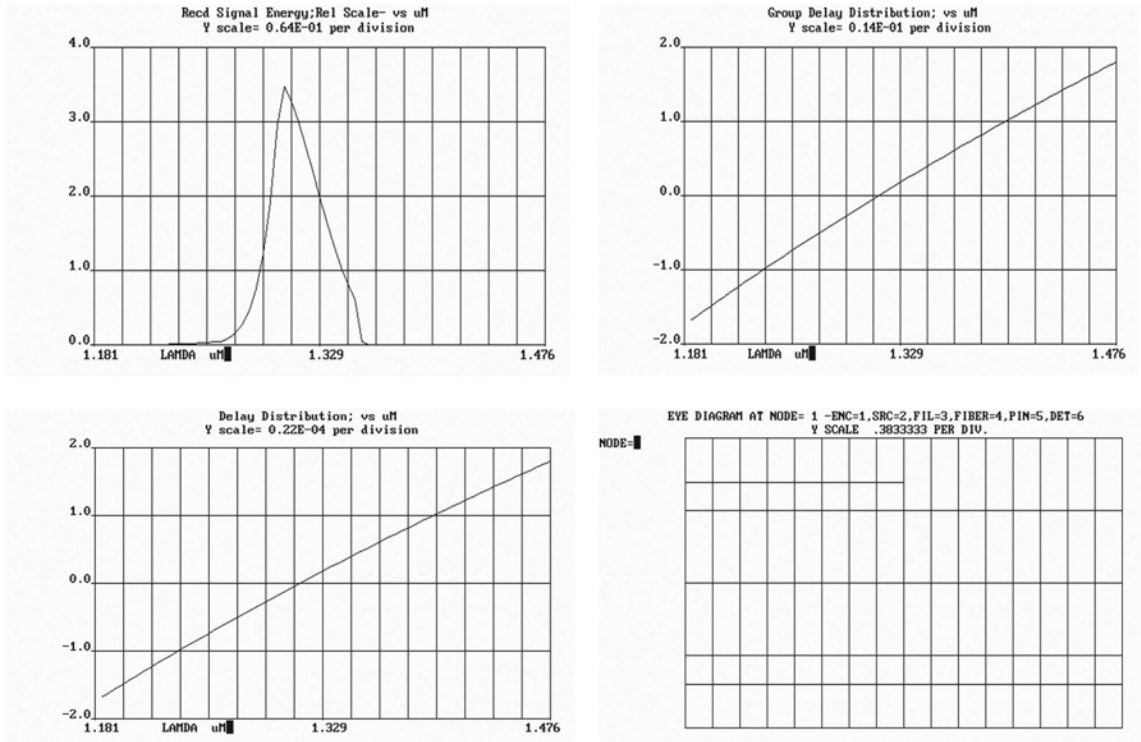 Recd Signal Energy;Rel Scale- vs uM
Y scale= 0.64E-01 per division
4.0
3.0
2.0
1.0
0.0
1.181 LAMDA uM 1.329 1.476
Group Delay Distribution; vs uM
Y scale= 0.14E-01 per division
2.0
1.0
0.0
-1.0
-2.0
1.181 LAMDA uM 1.329 1.476
Delay Distribution; vs uM
Y scale= 0.22E-04 per division
2.0
1.0
0.0
-1.0
-2.0
1.181 LAMDA uM 1.329 1.476
EYE DIAGRAM AT NODE= 1 -ENC=1,SRC=2,FIL=3,FIBER=4,PIN=5,DET=6
Y SCALE .3833333 PER DIV.
NODE=